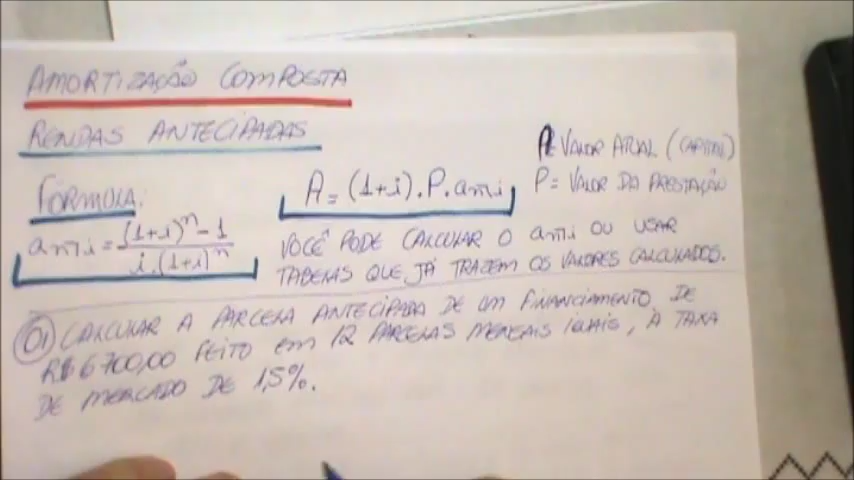 AMORTIZAÇÃO COMPOSTA
RENDAS ANTECIPADAS
A = VALOR ATUAL (CAPITAL)
P = VALOR DA PRESTAÇÃO
FÓRMULA:
A = (1+i).P.an¬i
an¬i = (1+i)^n - 1 / i.(1+i)^n
VOCÊ PODE CALCULAR O an¬i OU USAR
TABELAS QUE JÁ TRAZEM OS VALORES CALCULADOS.
01 CALCULAR A PARCELA ANTECIPADA DE UM FINANCIAMENTO DE
R$6700,00 FEITO EM 12 PARCELAS MENSAIS IGUAIS, À TAXA
DE MERCADO DE 1,5%.